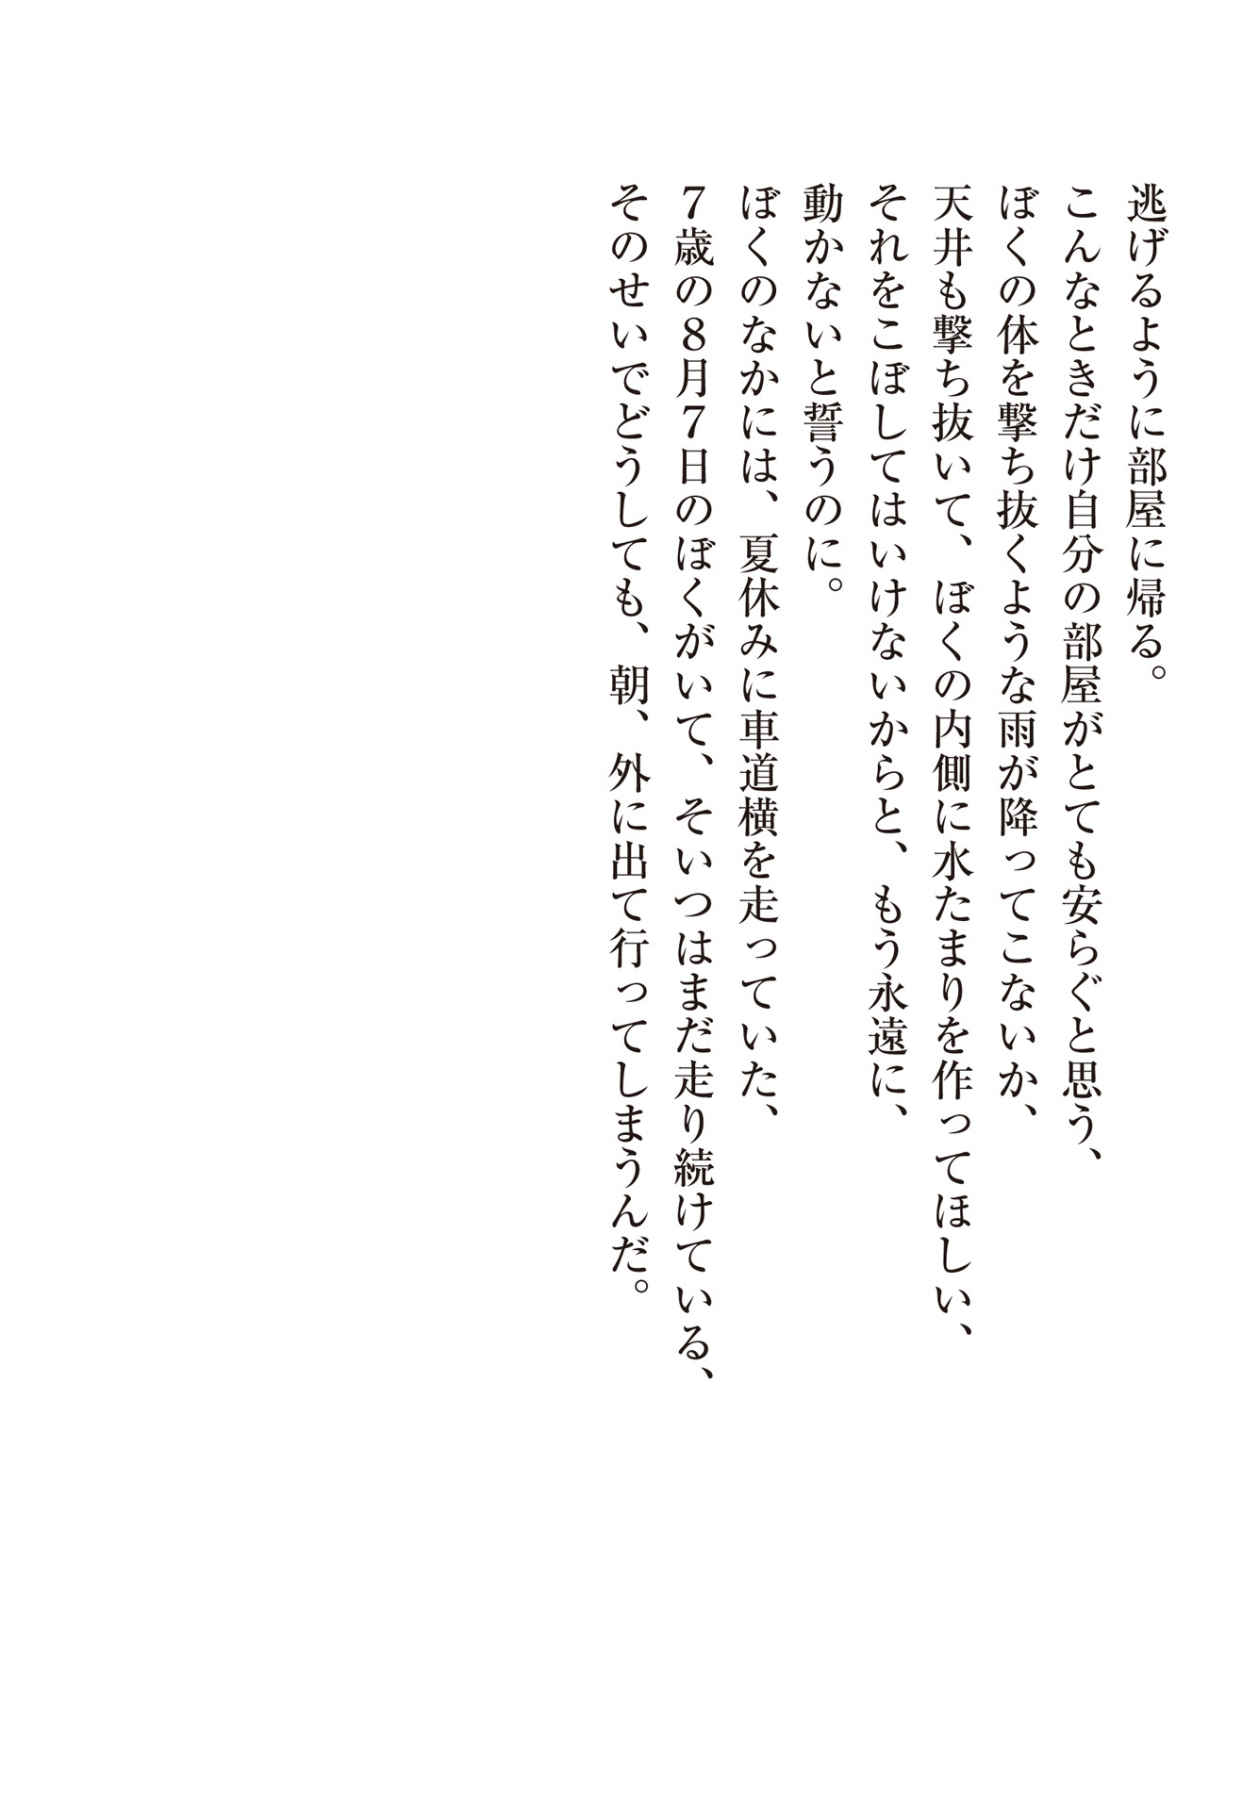 逃げるように部屋に帰る。
こんなときだけ自分の部屋がとても安らぐと思う、
ぼくの体を撃ち抜くような雨が降ってこないか、
天井も撃ち抜いて、ぼくの内側に水たまりを作ってほしい、
それをこぼしてはいけないからと、もう永遠に、
動かないと誓うのに。
ぼくのなかには、夏休みに車道横を走っていた、
７歳の８月７日のぼくがいて、そいつはまだ走り続けている、
そのせいでどうしても、朝、外に出て行ってしまうんだ。